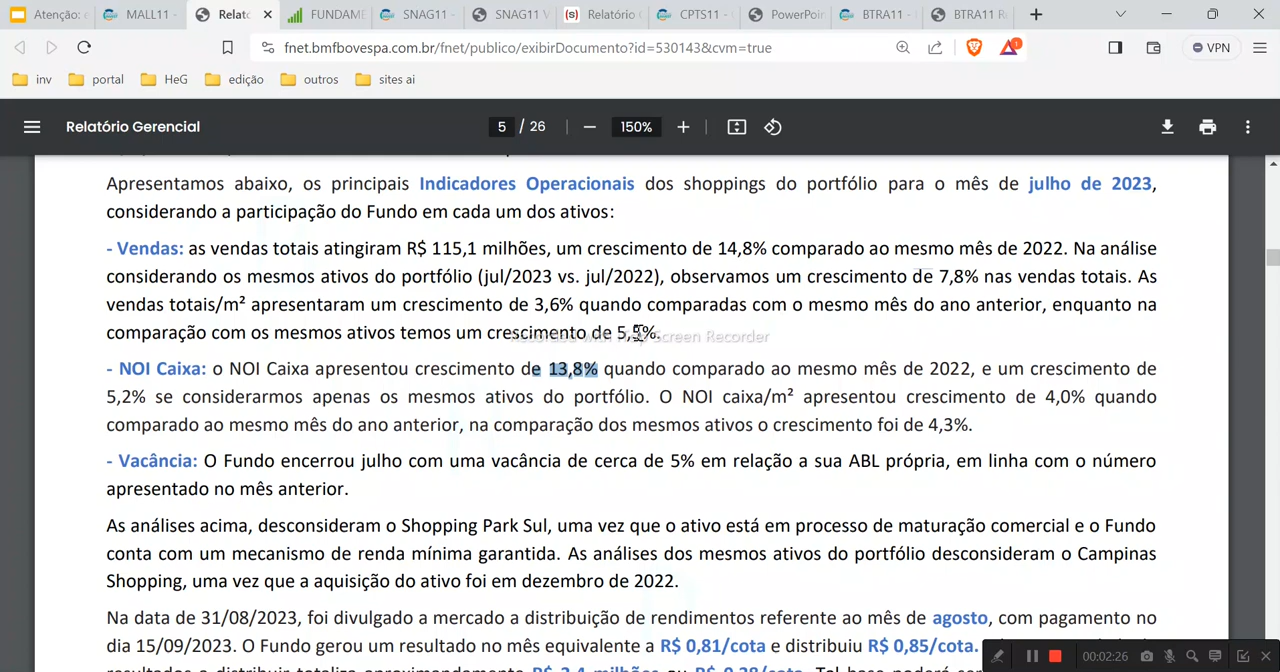 Atenção: e
MALL11 -
Relató
FUNDAME
SNAG11 -
SNAG11 V
Relatório
CPTS11 -
PowerPoin
BTRA11 -
BTRA11 R
fnet.bmfbovespa.com.br/fnet/publico/exibirDocumento?id=530143&cvm=true
1
VPN
inv
portal
HeG
edição
outros
sites ai
Relatório Gerencial
5 / 26
150%
Apresentamos abaixo, os principais Indicadores Operacionais dos shoppings do portfólio para o mês de julho de 2023,
considerando a participação do Fundo em cada um dos ativos:
- Vendas: as vendas totais atingiram R$ 115,1 milhões, um crescimento de 14,8% comparado ao mesmo mês de 2022. Na análise
considerando os mesmos ativos do portfólio (jul/2023 vs. jul/2022), observamos um crescimento de 7,8% nas vendas totais. As
vendas totais/m² apresentaram um crescimento de 3,6% quando comparadas com o mesmo mês do ano anterior, enquanto na
comparação com os mesmos ativos temos um crescimento de
Screen Recorder
- NOI Caixa: o NOI Caixa apresentou crescimento de 13,8% quando comparado ao mesmo mês de 2022, e um crescimento de
5,2% se considerarmos apenas os mesmos ativos do portfólio. O NOI caixa/m² apresentou crescimento de 4,0% quando
comparado ao mesmo mês do ano anterior, na comparação dos mesmos ativos o crescimento foi de 4,3%.
- Vacância: O Fundo encerrou julho com uma vacância de cerca de 5% em relação a sua ABL própria, em linha com o número
apresentado no mês anterior.
As análises acima, desconsideram o Shopping Park Sul, uma vez que o ativo está em processo de maturação comercial e o Fundo
conta com um mecanismo de renda mínima garantida. As análises dos mesmos ativos do portfólio desconsideram o Campinas
Shopping, uma vez que a aquisição do ativo foi em dezembro de 2022.
Na data de 31/08/2023, foi divulgado a mercado a distribuição de rendimentos referente ao mês de agosto, com pagamento no
dia 15/09/2023. O Fundo gerou um resultado no mês equivalente a R$ 0,81/cota e distribuiu R$ 0,85/cota.
00:02:26